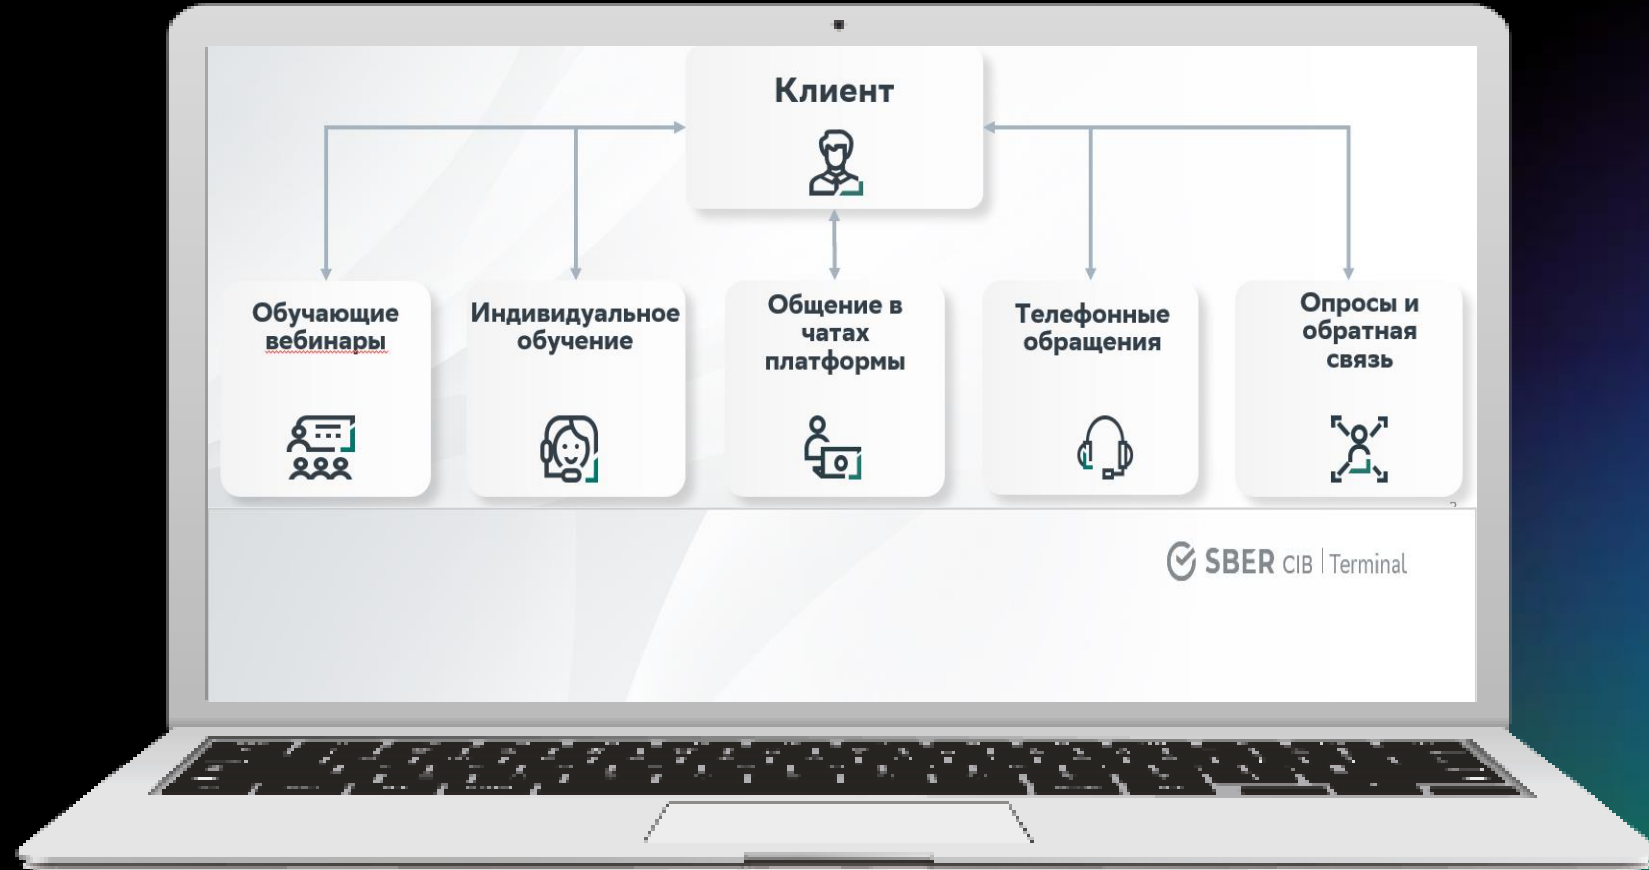 Клиент
Обучающие
вебинары
Индивидуальное
обучение
Общение в
чатах
платформы
Телефонные
обращения
Опросы и
обратная
связь
SBER CIB | Terminal